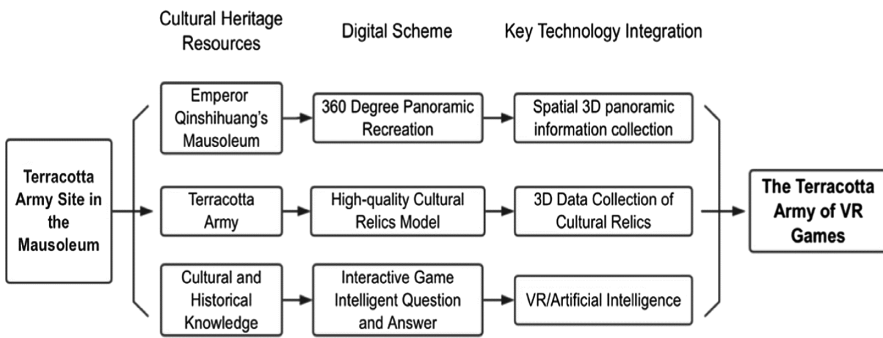 Cultural Heritage
Resources
Digital Scheme
Key Technology Integration
Emperor
Qinshihuang's
Mausoleum
360 Degree Panoramic
Recreation
Spatial 3D panoramic
information collection
Terracotta
Army Site in
the
Mausoleum
Terracotta
Army
High-quality Cultural
Relics Model
3D Data Collection of
Cultural Relics
The Terracotta
Army of VR
Games
Cultural and
Historical
Knowledge
Interactive Game
Intelligent Question
and Answer
VR/Artificial Intelligence